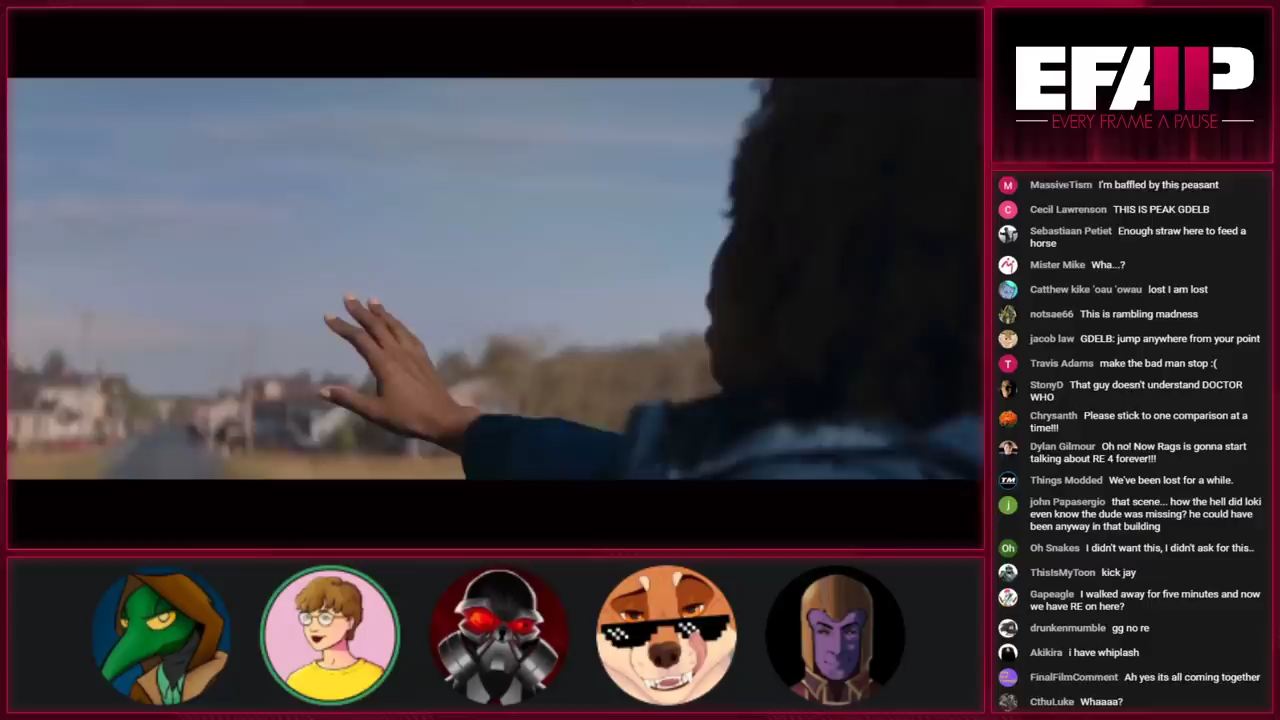 EFAP
EVERY FRAME A PAUSE
M MassiveTism I'm baffled by this peasant
C Cecil Lawrenson THIS IS PEAK GDELB
Sebastiaan Petiet Enough straw here to feed a
horse
Mister Mike Wha...?
Catthew kike 'oau 'owau lost I am lost
notsae66 This is rambling madness
jacob law GDELB: jump anywhere from your point
T Travis Adams make the bad man stop :(
StonyD That guy doesn't understand DOCTOR
WHO
Chrysanth Please stick to one comparison at a
time!!!
Dylan Gilmour Oh no! Now Rags is gonna start
talking about RE 4 forever!!!
TM Things Modded We've been lost for a while.
j john Papasergio that scene... how the hell did loki
even know the dude was missing? he could have
been anyway in that building
Oh Oh Snakes I didn't want this, I didn't ask for this..
ThisIsMyToon kick jay
Gapeagle I walked away for five minutes and now
we have RE on here?
drunkenmumble gg no re
Akikira i have whiplash
FinalFilmComment Ah yes its all coming together
CthuLuke Whaaaa?